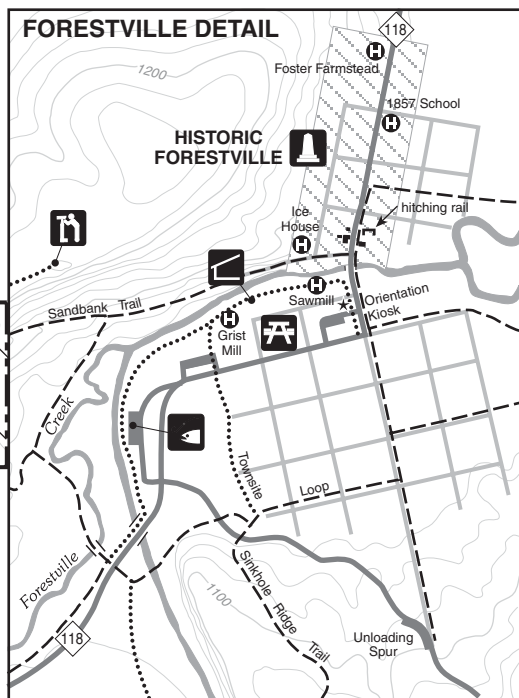 FORESTVILLE DETAIL
118
1200
Foster Farmstead
H
1857 School
H
HISTORIC
FORESTVILLE
hitching rail
Ice
House
H
H
Sawmill
Orientation
Kiosk
Sandbank Trail
H
Grist
Mill
Creek
Townsite
Loop
Forestville
1100
Sinkhole Ridge
Trail
118
Unloading
Spur